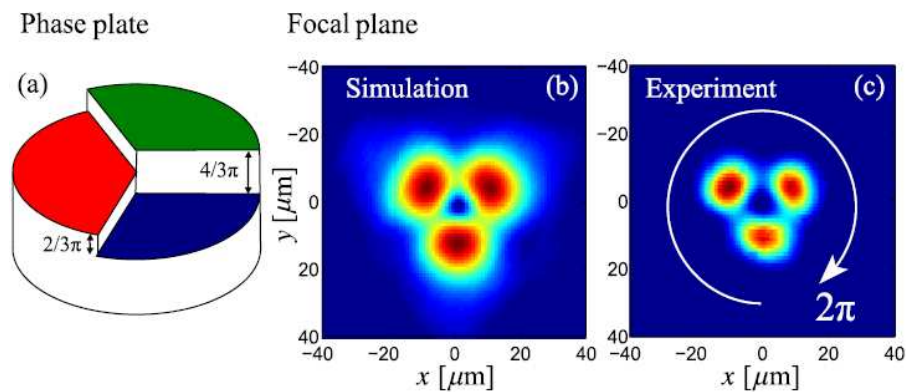 Phase plate
Focal plane
(a)
4/3π
2/3π
Simulation (b)
-40
-20
0
20
40
y [μm]
-40 -20 0 20 40
x [μm]
Experiment (c)
-40
-20
0
20
40
2π
-40 -20 0 20 40
x [μm]